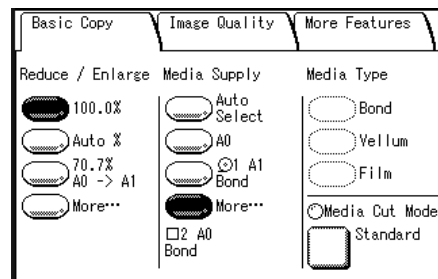 Basic Copy
Image Quality
More Features
Reduce / Enlarge
100.0%
Auto %
70.7%
A0 -> A1
More...
Media Supply
Auto
Select
A0
1 A1
Bond
More...
2 A0
Bond
Media Type
Bond
Vellum
Film
Media Cut Mode
Standard